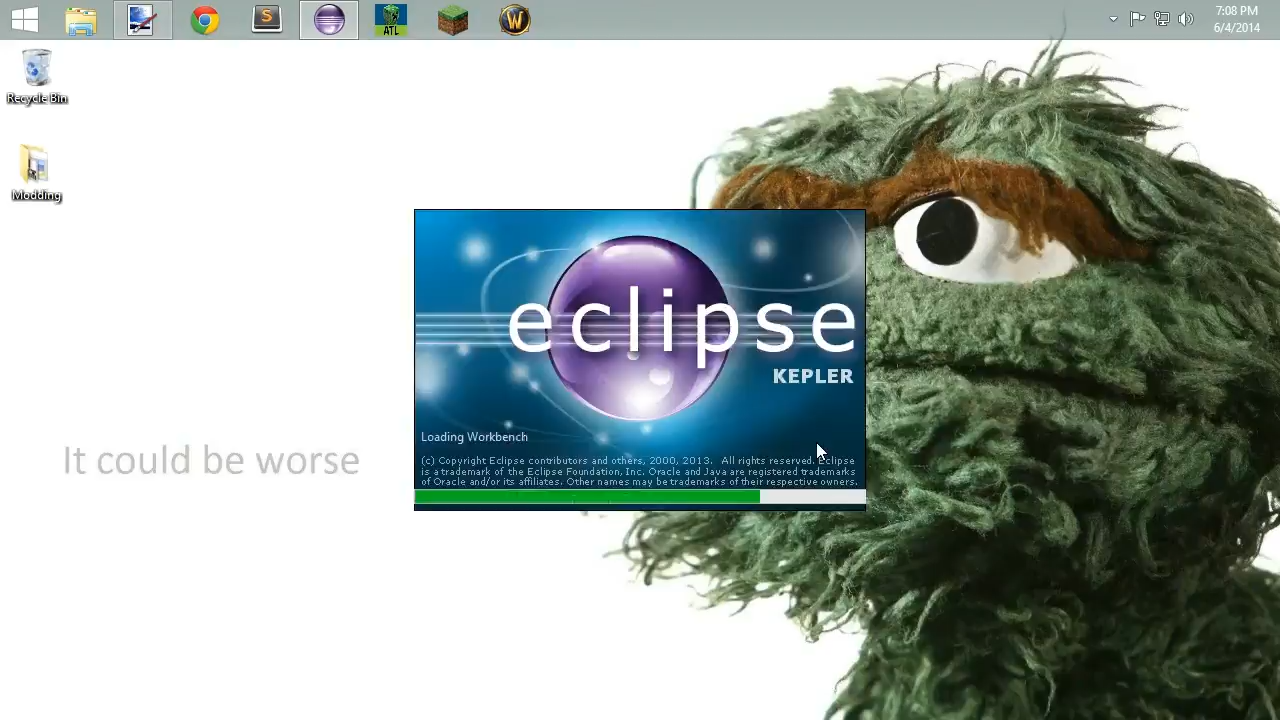 S
ATL
W
7:08 PM
6/4/2014
Recycle Bin
Modding
eclipse
KEPLER
It could be worse
Loading Workbench
(c) Copyright Eclipse contributors and others, 2000, 2013.  All rights reserved. Eclipse
is a trademark of the Eclipse Foundation, Inc. Oracle and Java are registered trademarks
of Oracle and/or its affiliates. Other names may be trademarks of their respective owners.